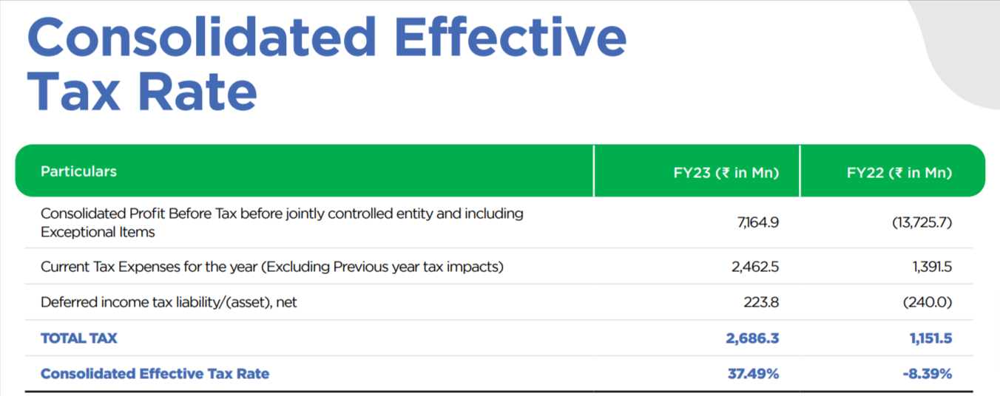 Consolidated Effective
Tax Rate
Particulars FY23 (₹ in Mn) FY22 (₹ in Mn)
Consolidated Profit Before Tax before jointly controlled entity and including
Exceptional Items 7,164.9 (13,725.7)
Current Tax Expenses for the year (Excluding Previous year tax impacts) 2,462.5 1,391.5
Deferred income tax liability/(asset), net 223.8 (240.0)
TOTAL TAX 2,686.3 1,151.5
Consolidated Effective Tax Rate 37.49% -8.39%